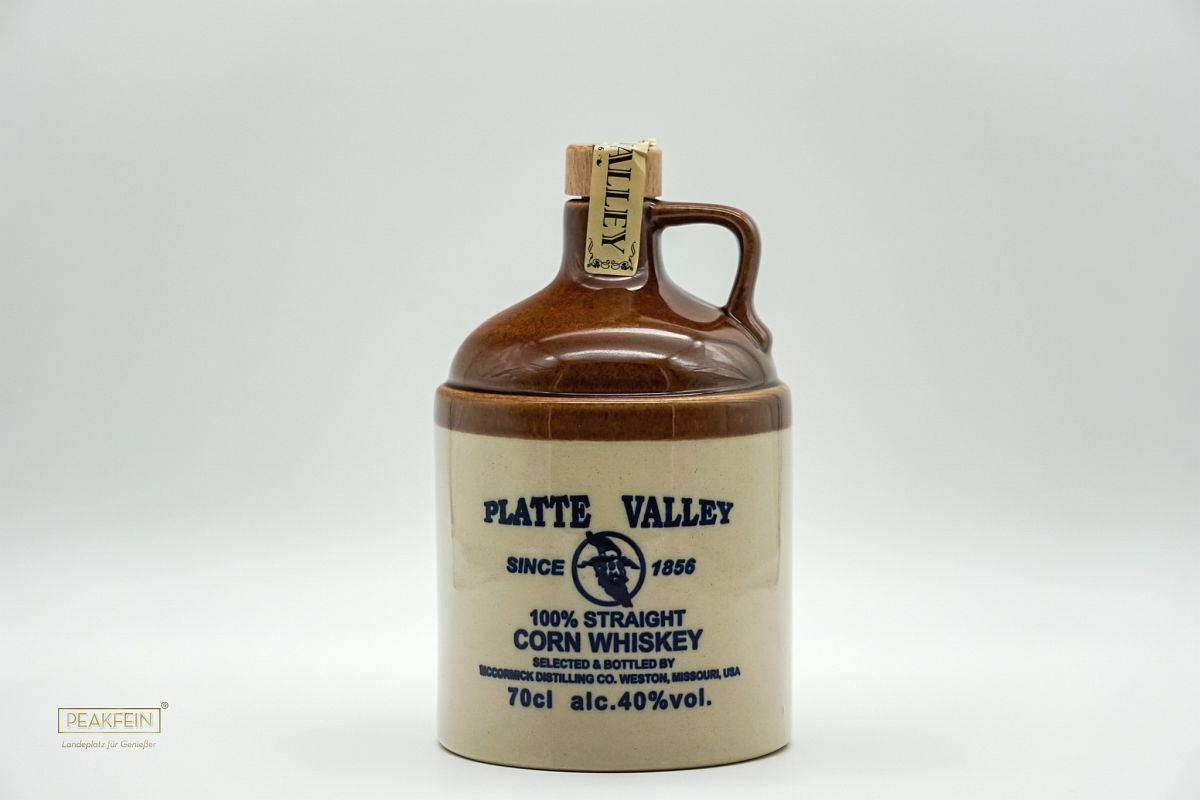 VALLEY
PLATTE VALLEY
SINCE 1856
100% STRAIGHT
CORN WHISKEY
SELECTED & BOTTLED BY
MCCORMICK DISTILLING CO. WESTON, MISSOURI, USA
70cl alc.40%vol.
PEAKFEIN®
Landeplatz für Genießer